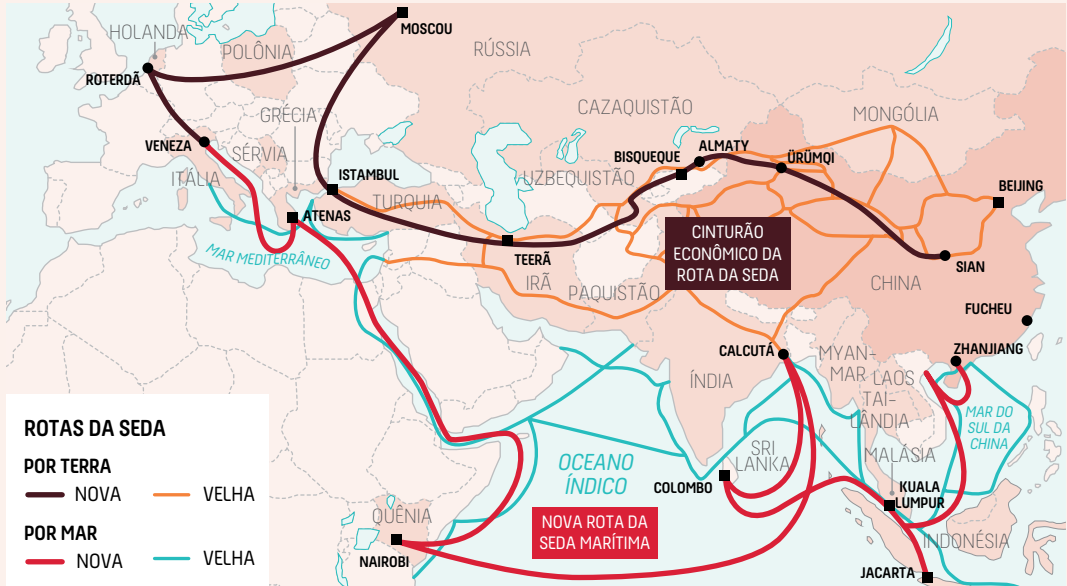 MOSCOU
HOLANDA
POLÔNIA
RÚSSIA
ROTERDÃ
GRÉCIA
CAZAQUISTÃO
MONGÓLIA
VENEZA
SÉRVIA
ITÁLIA
ISTAMBUL
BISQUEQUE
ALMATY
ÜRÜMQI
UZBEQUISTÃO
BEIJING
TURQUIA
ATENAS
MAR MEDITERRÂNEO
TEERÃ
IRÃ
PAQUISTÃO
CINTURÃO
ECONÔMICO DA
ROTA DA SEDA
SIAN
CHINA
FUCHEU
CALCUTÁ
ZHANJIANG
ÍNDIA
MYAN-
MAR
LAOS
TAI-
LÂNDIA
MAR DO
SUL DA
CHINA
ROTAS DA SEDA
POR TERRA
NOVA
VELHA
POR MAR
NOVA
VELHA
OCEANO
ÍNDICO
SRI
LANKA
COLOMBO
MALÁSIA
KUALA
LUMPUR
QUÊNIA
NAIROBI
NOVA ROTA DA
SEDA MARÍTIMA
INDONÉSIA
JACARTA